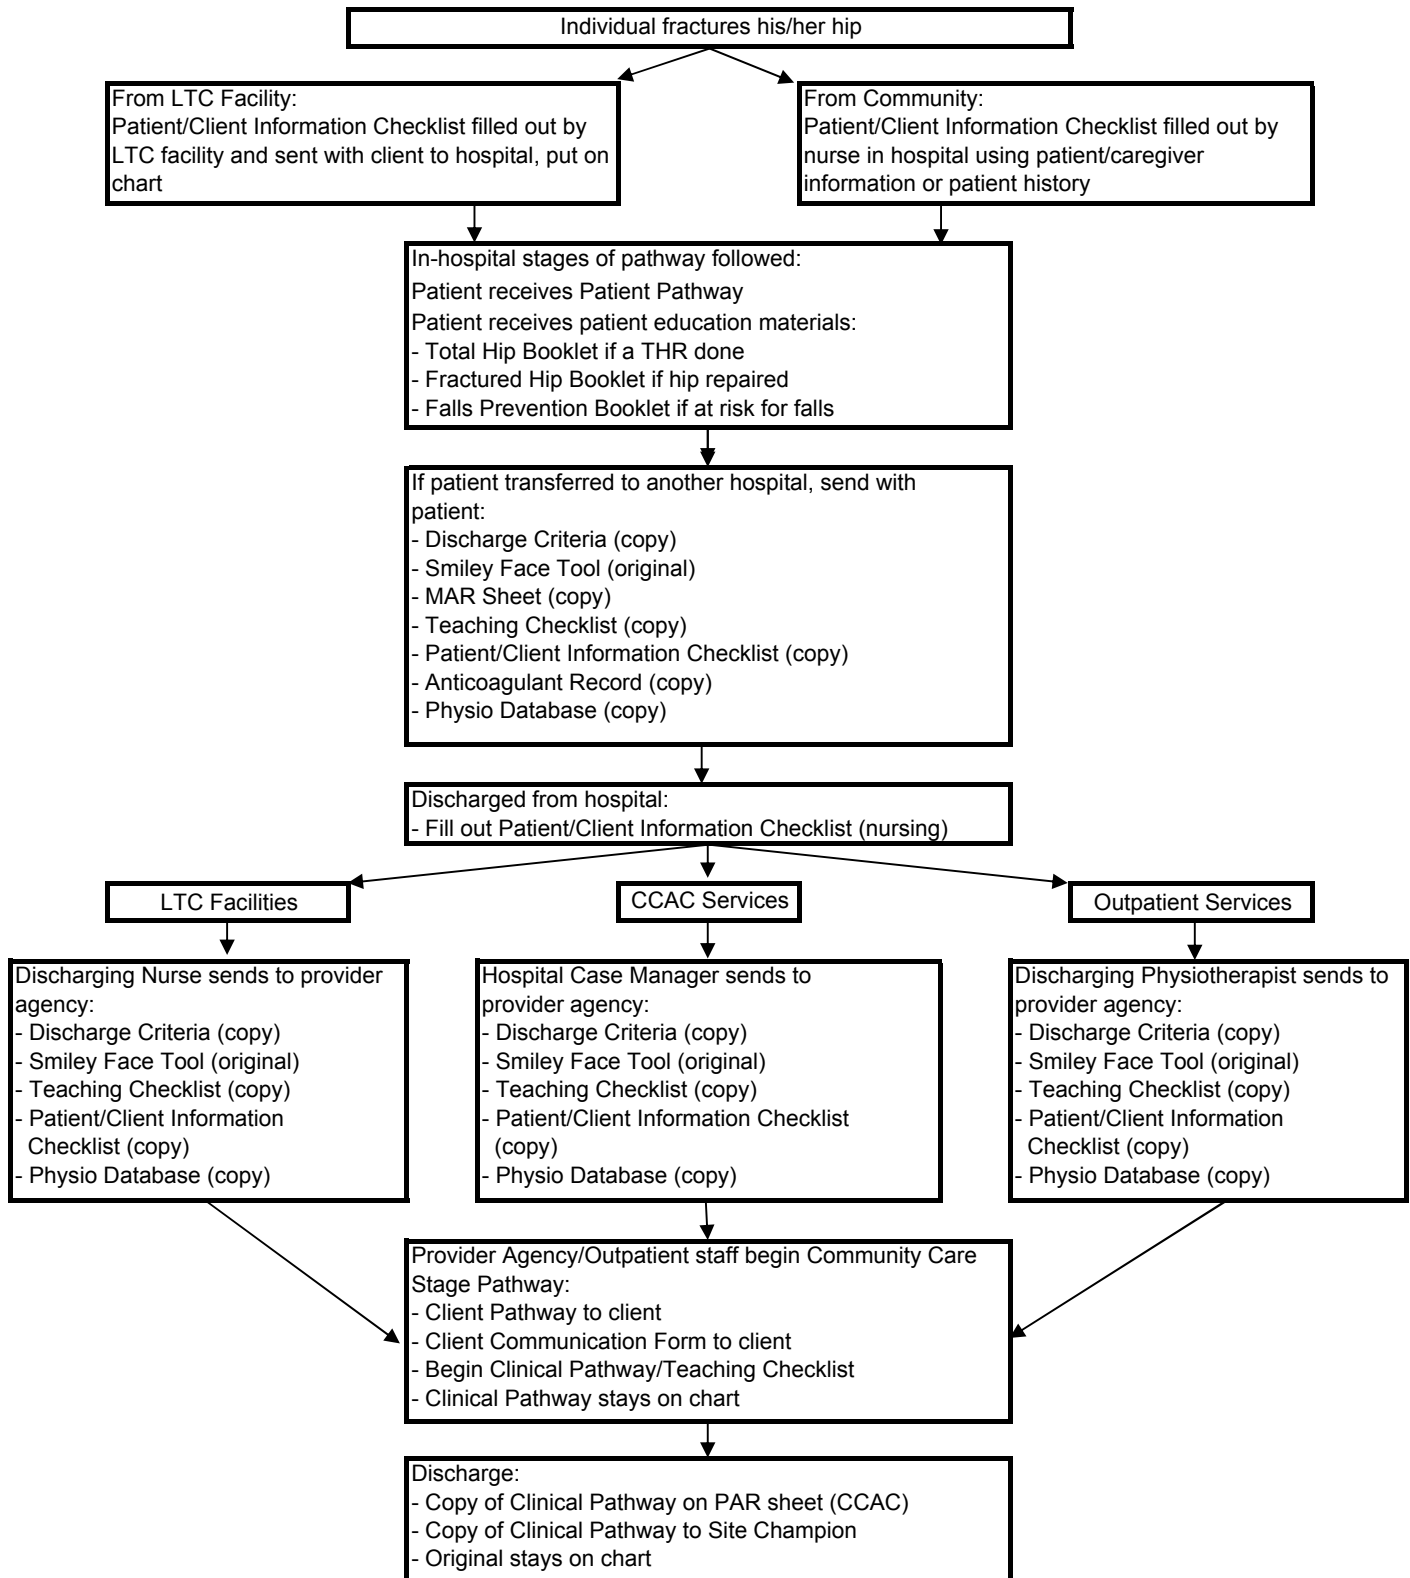 Individual fractures his/her hip
From LTC Facility:
Patient/Client Information Checklist filled out by
LTC facility and sent with client to hospital, put on
chart
From Community:
Patient/Client Information Checklist filled out by
nurse in hospital using patient/caregiver
information or patient history
In-hospital stages of pathway followed:
Patient receives Patient Pathway
Patient receives patient education materials:
- Total Hip Booklet if a THR done
- Fractured Hip Booklet if hip repaired
- Falls Prevention Booklet if at risk for falls
If patient transferred to another hospital, send with
patient:
- Discharge Criteria (copy)
- Smiley Face Tool (original)
- MAR Sheet (copy)
- Teaching Checklist (copy)
- Patient/Client Information Checklist (copy)
- Anticoagulant Record (copy)
- Physio Database (copy)
Discharged from hospital:
- Fill out Patient/Client Information Checklist (nursing)
LTC Facilities
CCAC Services
Outpatient Services
Discharging Nurse sends to provider
agency:
- Discharge Criteria (copy)
- Smiley Face Tool (original)
- Teaching Checklist (copy)
- Patient/Client Information
Checklist (copy)
- Physio Database (copy)
Hospital Case Manager sends to
provider agency:
- Discharge Criteria (copy)
- Smiley Face Tool (original)
- Teaching Checklist (copy)
- Patient/Client Information Checklist
(copy)
- Physio Database (copy)
Discharging Physiotherapist sends to
provider agency:
- Discharge Criteria (copy)
- Smiley Face Tool (original)
- Teaching Checklist (copy)
- Patient/Client Information
Checklist (copy)
- Physio Database (copy)
Provider Agency/Outpatient staff begin Community Care
Stage Pathway:
- Client Pathway to client
- Client Communication Form to client
- Begin Clinical Pathway/Teaching Checklist
- Clinical Pathway stays on chart
Discharge:
- Copy of Clinical Pathway on PAR sheet (CCAC)
- Copy of Clinical Pathway to Site Champion
- Original stays on chart